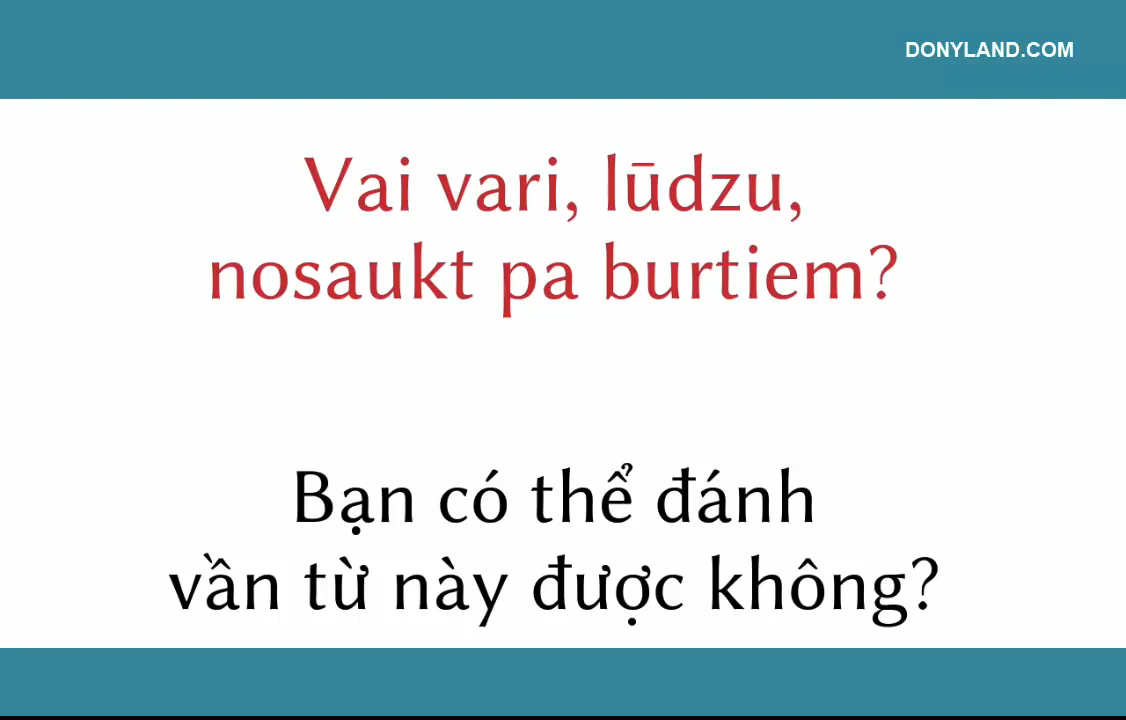 DONYLAND.COM
Vai vari, lūdzu,
nosaukt pa burtiem?
Bạn có thể đánh
vần từ này được không?